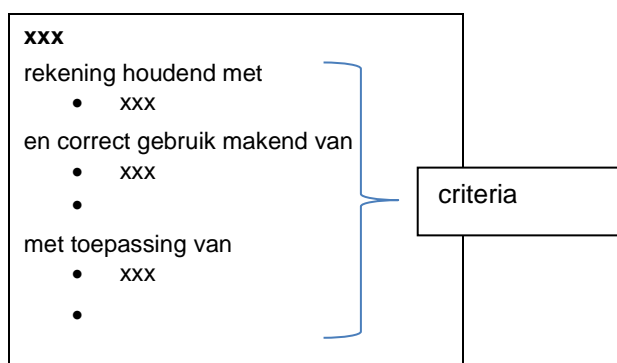 xxx
rekening houdend met
• xxx
en correct gebruik makend van
• xxx
•
met toepassing van
• xxx
•
criteria